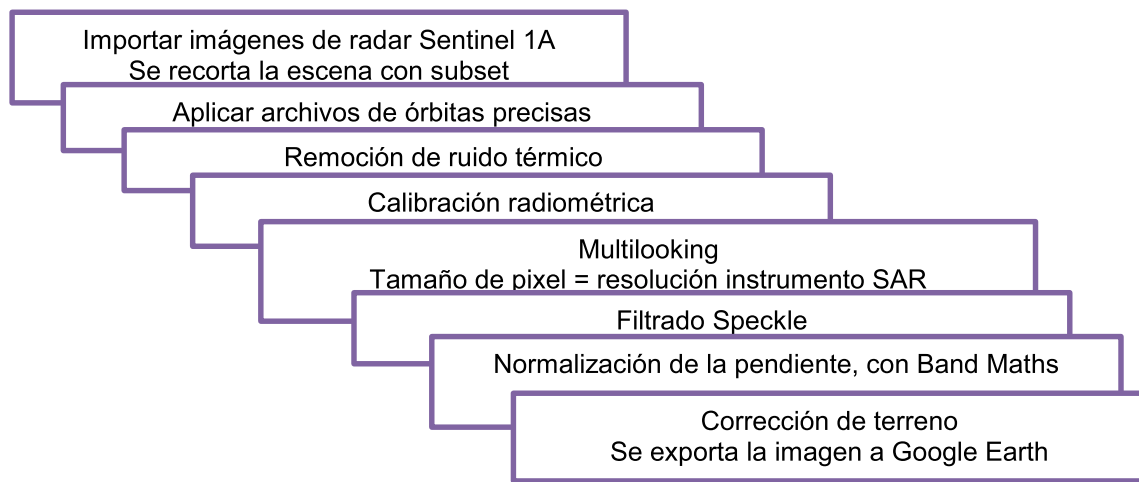 Importar imágenes de radar Sentinel 1A
Se recorta la escena con subset
Aplicar archivos de órbitas precisas
Remoción de ruido térmico
Calibración radiométrica
Multilooking
Tamaño de pixel = resolución instrumento SAR
Filtrado Speckle
Normalización de la pendiente, con Band Maths
Corrección de terreno
Se exporta la imagen a Google Earth